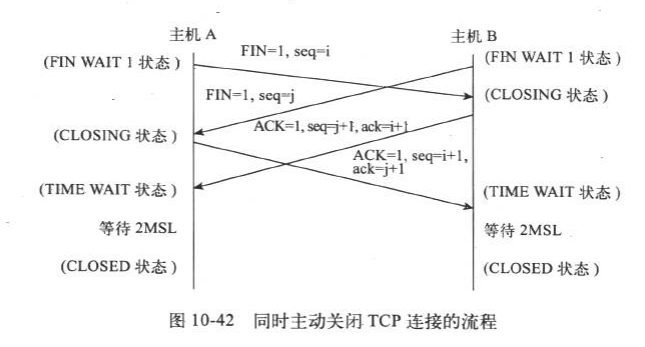 主机 A
主机 B
FIN=1, seq=i
(FIN WAIT 1 状态)
(FIN WAIT 1 状态)
FIN=1, seq=j
(CLOSING 状态)
ACK=1, seq=j+1, ack=i+1
(CLOSING 状态)
ACK=1, seq=i+1,
ack=j+1
(TIME WAIT 状态)
(TIME WAIT 状态)
等待 2MSL
等待 2MSL
(CLOSED 状态)
(CLOSED 状态)
图 10-42 同时主动关闭 TCP 连接的流程